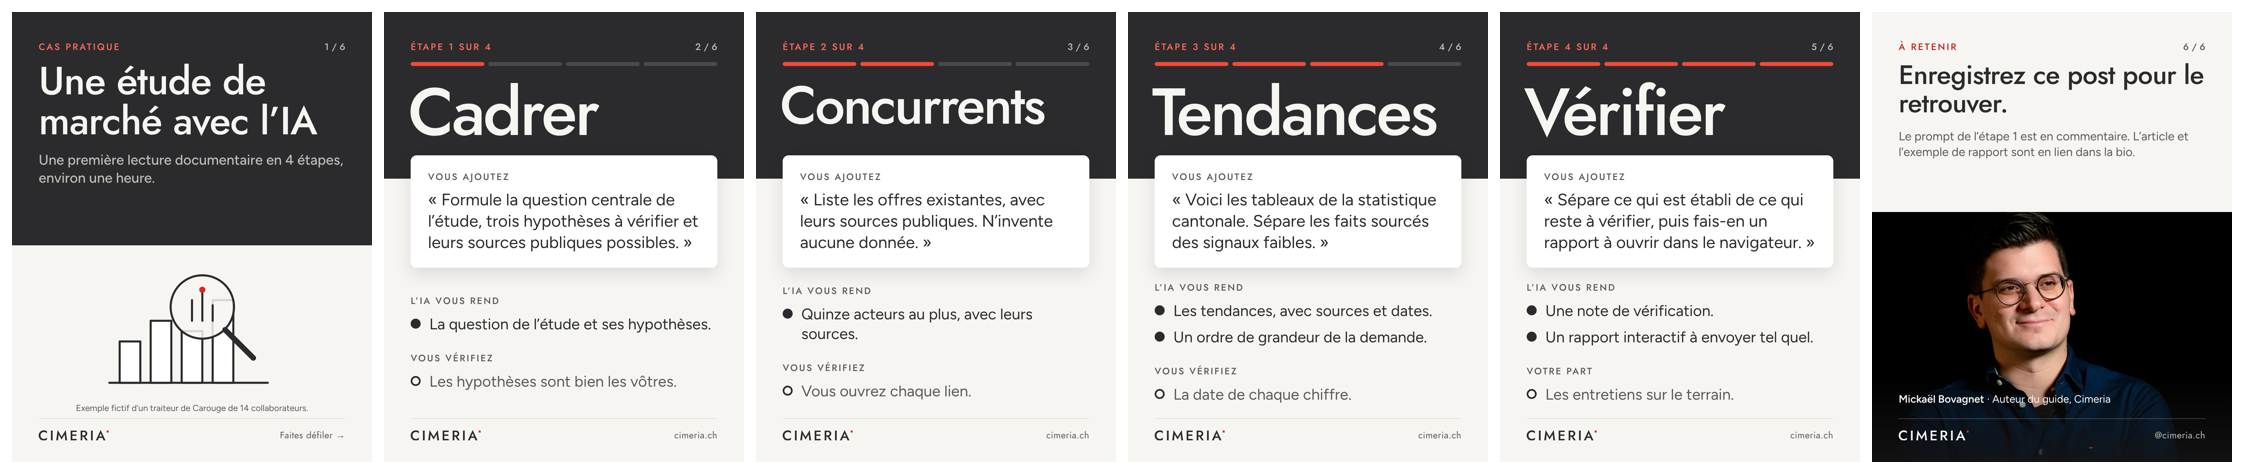 CAS PRATIQUE
1 / 6
Une étude de
marché avec l’IA
Une première lecture documentaire en 4 étapes,
environ une heure.
Exemple fictif d’un traiteur de Carouge de 14 collaborateurs.
CIMERIA
Faites défiler →
ÉTAPE 1 SUR 4
2 / 6
Cadrer
VOUS AJOUTEZ
« Formule la question centrale de
l’étude, trois hypothèses à vérifier et
leurs sources publiques possibles. »
L’IA VOUS REND
La question de l’étude et ses hypothèses.
VOUS VÉRIFIEZ
Les hypothèses sont bien les vôtres.
CIMERIA
cimeria.ch
ÉTAPE 2 SUR 4
3 / 6
Concurrents
VOUS AJOUTEZ
« Liste les offres existantes, avec
leurs sources publiques. N’invente
aucune donnée. »
L’IA VOUS REND
Quinze acteurs au plus, avec leurs
sources.
VOUS VÉRIFIEZ
Vous ouvrez chaque lien.
CIMERIA
cimeria.ch
ÉTAPE 3 SUR 4
4 / 6
Tendances
VOUS AJOUTEZ
« Voici les tableaux de la statistique
cantonale. Sépare les faits sourcés
des signaux faibles. »
L’IA VOUS REND
Les tendances, avec sources et dates.
Un ordre de grandeur de la demande.
VOUS VÉRIFIEZ
La date de chaque chiffre.
CIMERIA
cimeria.ch
ÉTAPE 4 SUR 4
5 / 6
Vérifier
VOUS AJOUTEZ
« Sépare ce qui est établi de ce qui
reste à vérifier, puis fais-en un
rapport à ouvrir dans le navigateur. »
L’IA VOUS REND
Une note de vérification.
Un rapport interactif à envoyer tel quel.
VOTRE PART
Les entretiens sur le terrain.
CIMERIA
cimeria.ch
À RETENIR
6 / 6
Enregistrez ce post pour le
retrouver.
Le prompt de l’étape 1 est en commentaire. L’article et
l’exemple de rapport sont en lien dans la bio.
Mickaël Bovagnet · Auteur du guide, Cimeria
CIMERIA
@cimeria.ch